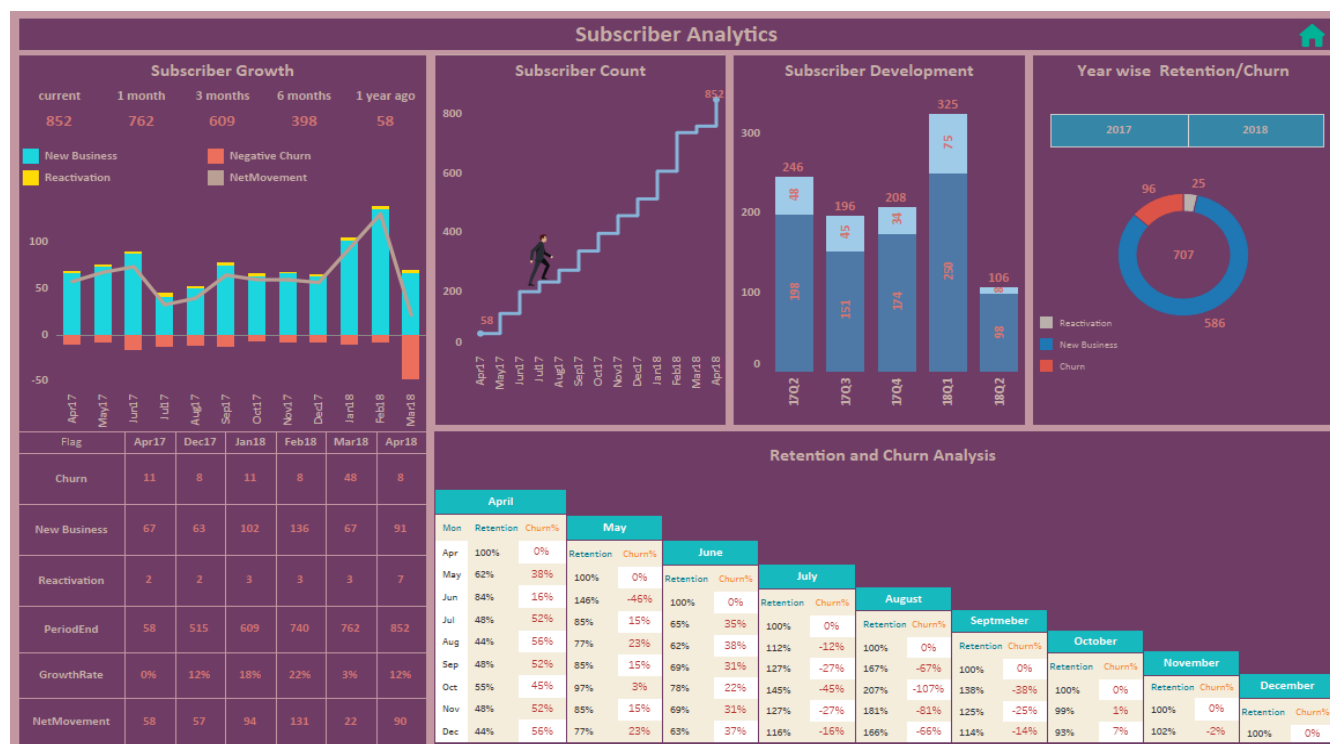 Subscriber Analytics
Subscriber Growth
current 1 month 3 months 6 months 1 year ago
852 762 609 398 58
New Business Negative Churn
Reactivation NetMovement
100
50
0
-50
Apr17 May17 Jun17 Jul17 Aug17 Sep17 Oct17 Nov17 Dec17 Jan18 Feb18 Mar18
Flag Apr17 Dec17 Jan18 Feb18 Mar18 Apr18
Churn 11 8 11 8 48 8
New Business 67 63 102 136 67 91
Reactivation 2 2 3 3 3 7
PeriodEnd 58 515 609 740 762 852
GrowthRate 0% 12% 18% 22% 3% 12%
NetMovement 58 57 94 131 22 90
Subscriber Count
852
800
600
400
200
58
0
Apr17 May17 Jun17 Jul17 Aug17 Sep17 Oct17 Nov17 Dec17 Jan18 Feb18 Mar18 Apr18
Subscriber Development
325
300
75
246
48
196 208
200
45 34
250
198 151 174
106
8
100
98
0
17Q2 17Q3 17Q4 18Q1 18Q2
Year wise Retention/Churn
2017 2018
96 25
707
586
Reactivation
New Business
Churn
Retention and Churn Analysis
April
Mon Retention Churn%
Apr 100% 0%
May 62% 38%
Jun 84% 16%
Jul 48% 52%
Aug 44% 56%
Sep 48% 52%
Oct 55% 45%
Nov 48% 52%
Dec 44% 56%
May
Retention Churn%
100% 0%
146% -46%
85% 15%
77% 23%
85% 15%
97% 3%
85% 15%
77% 23%
June
Retention Churn%
100% 0%
65% 35%
62% 38%
69% 31%
78% 22%
69% 31%
63% 37%
July
Retention Churn%
100% 0%
112% -12%
127% -27%
145% -45%
127% -27%
116% -16%
August
Retention Churn%
100% 0%
167% -67%
207% -107%
181% -81%
166% -66%
Septmeber
Retention Churn%
100% 0%
138% -38%
125% -25%
114% -14%
October
Retention Churn%
100% 0%
99% 1%
93% 7%
November
Retention Churn%
100% 0%
102% -2%
December
Retention Churn%
100% 0%